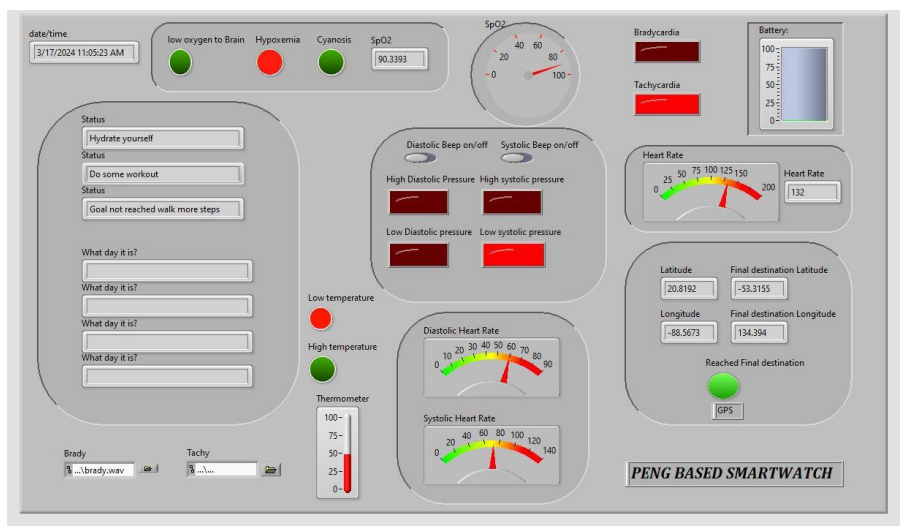 date/time
3/17/2024 11:05:23 AM
low oxygen to Brain Hypoxemia Cyanosis SpO2
90.3393
SpO2
0 20 40 60 80 100
Bradycardia
Tachycardia
Battery:
100
75
50
25
0
Status
Hydrate yourself
Status
Do some workout
Status
Goal not reached walk more steps
What day it is?
What day it is?
What day it is?
What day it is?
Diastolic Beep on/off Systolic Beep on/off
High Diastolic Pressure High systolic pressure
Low Diastolic pressure Low systolic pressure
Heart Rate
0 25 50 75 100 125 150 200
Heart Rate
132
Latitude Final destination Latitude
20.8192 -53.3155
Longitude Final destination Longitude
-88.5673 134.394
Reached Final destination
GPS
Low temperature
High temperature
Thermometer
100
75
50
25
0
Diastolic Heart Rate
0 10 20 30 40 50 60 70 80 90
Systolic Heart Rate
0 20 40 60 80 100 120 140
Brady Tachy
...\brady.wav ...\...
PENG BASED SMARTWATCH